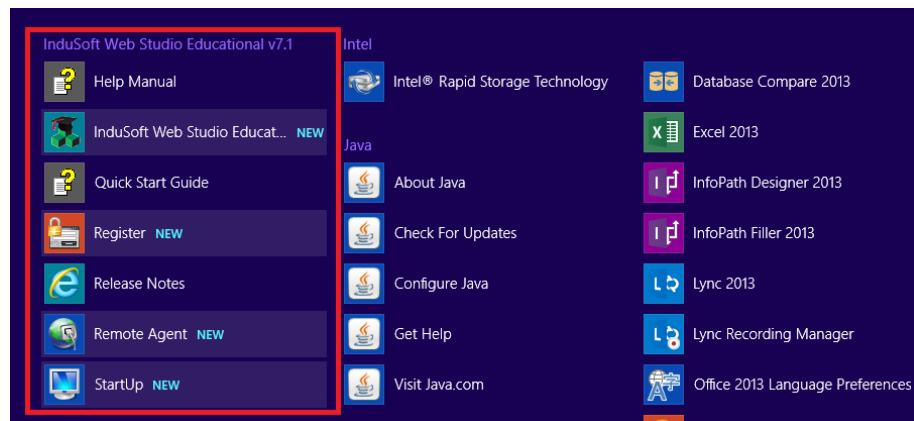 InduSoft Web Studio Educational v7.1
Help Manual
InduSoft Web Studio Educat... NEW
Quick Start Guide
Register NEW
Release Notes
Remote Agent NEW
StartUp NEW
Intel
Intel® Rapid Storage Technology
Java
About Java
Check For Updates
Configure Java
Get Help
Visit Java.com
Database Compare 2013
Excel 2013
InfoPath Designer 2013
InfoPath Filler 2013
Lync 2013
Lync Recording Manager
Office 2013 Language Preferences